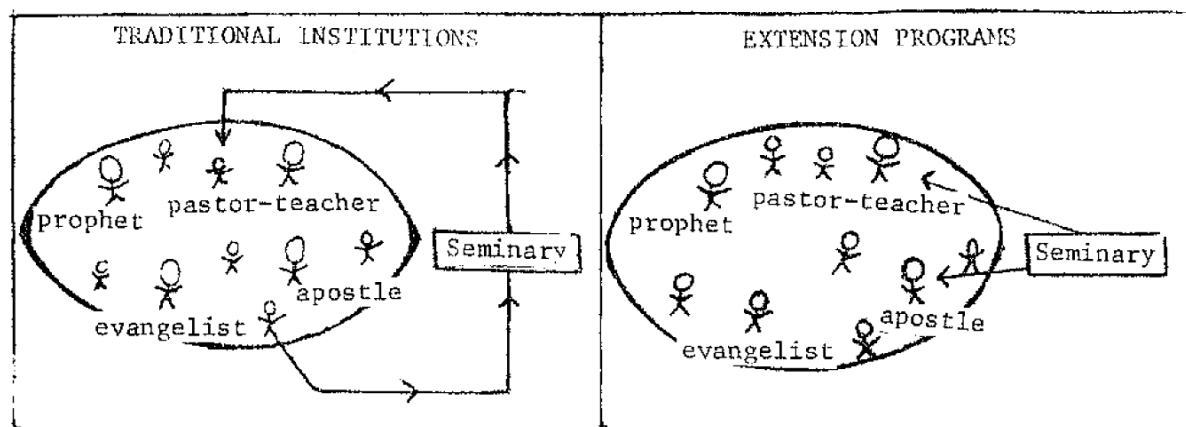 TRADITIONAL INSTITUTIONS
prophet
pastor-teacher
Seminary
apostle
evangelist
EXTENSION PROGRAMS
prophet
pastor-teacher
Seminary
apostle
evangelist